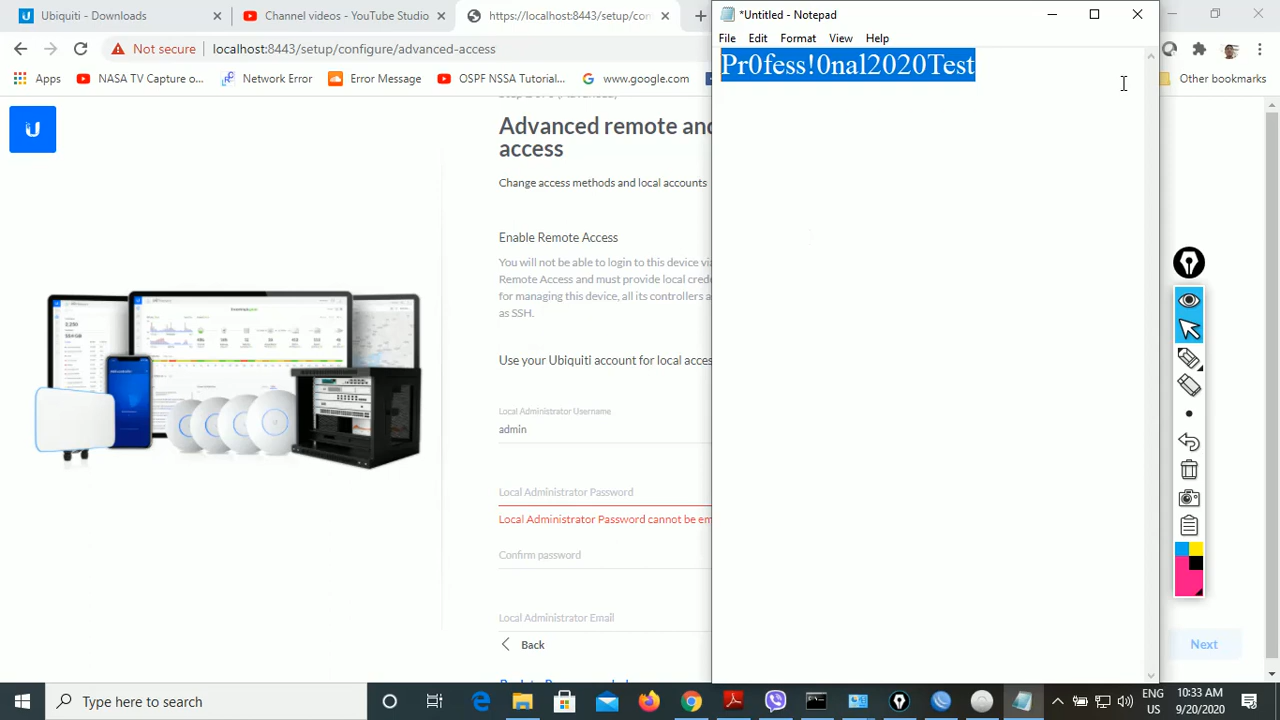 Ubiquiti - Downloads
Channel videos - YouTube Studio
https://localhost:8443/setup/con
*Untitled - Notepad
File Edit Format View Help
Not secure localhost:8443/setup/configure/advanced-access
Apps
NASA TV Capture o...
Network Error
Error Message
OSPF NSSA Tutorial...
www.google.com
Other bookmarks
Pr0fess!0nal2020Test
Advanced remote and
access
Change access methods and local accounts
Enable Remote Access
You will not be able to login to this device via
Remote Access and must provide local crede
for managing this device, all its controllers a
as SSH.
Use your Ubiquiti account for local acces
Local Administrator Username
admin
Local Administrator Password
Local Administrator Password cannot be em
Confirm password
Local Administrator Email
Back
Next
Type here to search
ENG
US
10:33 AM
9/20/2020